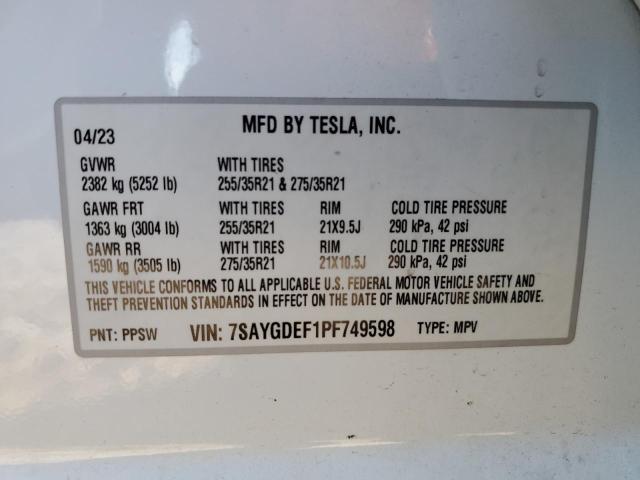 04/23 MFD BY TESLA, INC.
GVWR WITH TIRES
2382 kg (5252 lb) 255/35R21 & 275/35R21
GAWR FRT WITH TIRES RIM COLD TIRE PRESSURE
1363 kg (3004 lb) 255/35R21 21X9.5J 290 kPa, 42 psi
GAWR RR WITH TIRES RIM COLD TIRE PRESSURE
1590 kg (3505 lb) 275/35R21 21X10.5J 290 kPa, 42 psi
THIS VEHICLE CONFORMS TO ALL APPLICABLE U.S. FEDERAL MOTOR VEHICLE SAFETY AND
THEFT PREVENTION STANDARDS IN EFFECT ON THE DATE OF MANUFACTURE SHOWN ABOVE.
PNT: PPSW VIN: 7SAYGDEF1PF749598 TYPE: MPV